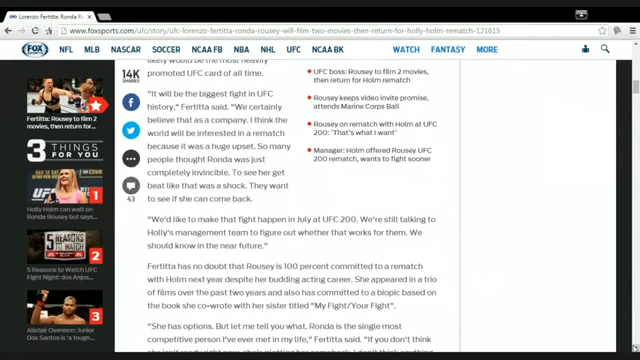 Lorenzo Fertitta: Ronda R
www.foxsports.com/ufc/story/ufc-lorenzo-fertitta-ronda-rousey-will-film-two-movies-then-return-for-holly-holm-rematch-121615
FOX
SPORTS
NFL MLB NASCAR SOCCER NCAA FB NBA NHL UFC NCAA BK WATCH FANTASY MORE
Fertitta: Rousey to film 2
movies, then return for...
3 THINGS
FOR YOU
UFC
1
Holly Holm can wait on
Ronda Rousey but says...
5 REASONS
TO WATCH
2
5 Reasons to Watch UFC
Fight Night: dos Anjos...
3
Alistair Overeem: Junior
Dos Santos is 'a tough...
14K
SHARES
43
likely would be the most heavily
promoted UFC card of all time.
"It will be the biggest fight in UFC
history," Fertitta said. "We certainly
believe that as a company. I think the
world will be interested in a rematch
because it was a huge upset. So many
people thought Ronda was just
completely invincible. To see her get
beat like that was a shock. They want
to see if she can come back.
"We'd like to make that fight happen in July at UFC 200. We're still talking to
Holly's management team to figure out whether that works for them. We
should know in the near future."
Fertitta has no doubt that Rousey is 100 percent committed to a rematch
with Holm next year despite her budding acting career. She appeared in a trio
of films over the past two years and also has committed to a biopic based on
the book she co-wrote with her sister titled "My Fight/Your Fight".
"She has options. But let me tell you what. Ronda is the single most
competitive person I've ever met in my life," Fertitta said. "If you don't think
UFC boss: Rousey to film 2 movies,
then return for Holm rematch
Rousey keeps video invite promise,
attends Marine Corps Ball
Rousey on rematch with Holm at UFC
200: 'That's what I want'
Manager: Holm offered Rousey UFC
200 rematch, wants to fight sooner